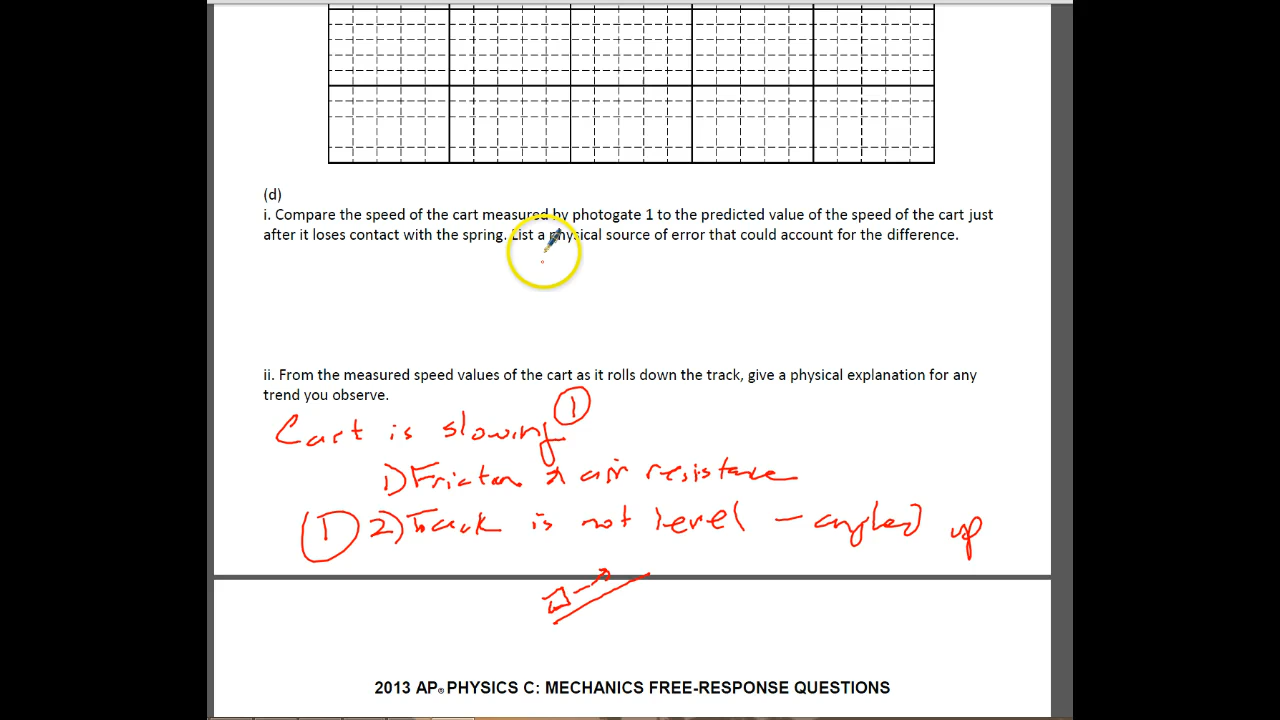 (d)
i. Compare the speed of the cart measured by photogate 1 to the predicted value of the speed of the cart just
after it loses contact with the spring. List a physical source of error that could account for the difference.
ii. From the measured speed values of the cart as it rolls down the track, give a physical explanation for any
trend you observe.
Cart is slowing ①
1) Friction + air resistance
① 2) Track is not level - angled up
2013 AP® PHYSICS C: MECHANICS FREE-RESPONSE QUESTIONS